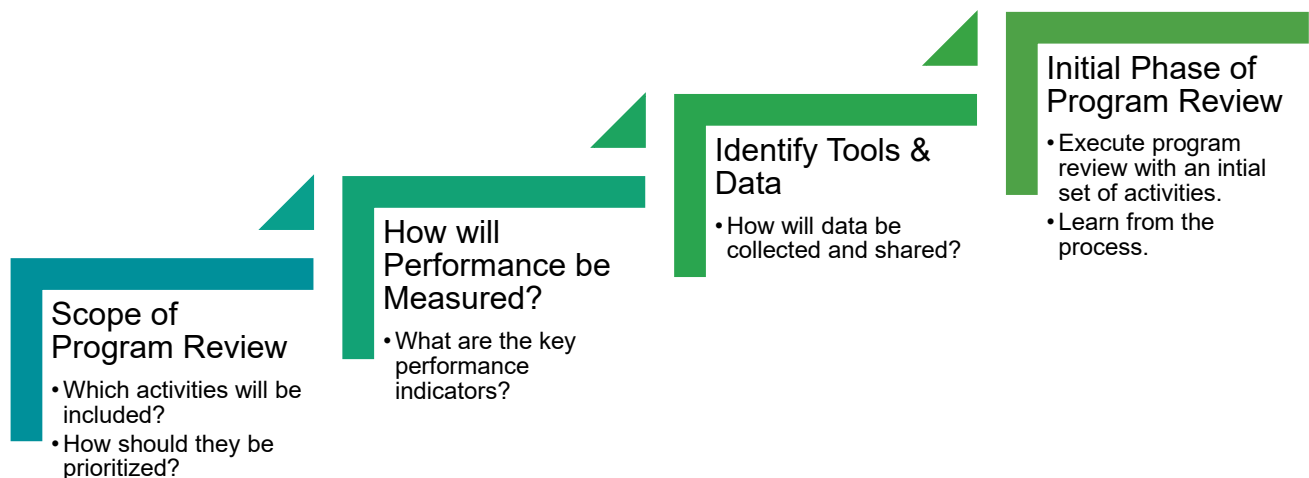 Scope of
Program Review
• Which activities will be
included?
• How should they be
prioritized?
How will
Performance be
Measured?
• What are the key
performance
indicators?
Identify Tools &
Data
• How will data be
collected and shared?
Initial Phase of
Program Review
• Execute program
review with an intial
set of activities.
• Learn from the
process.